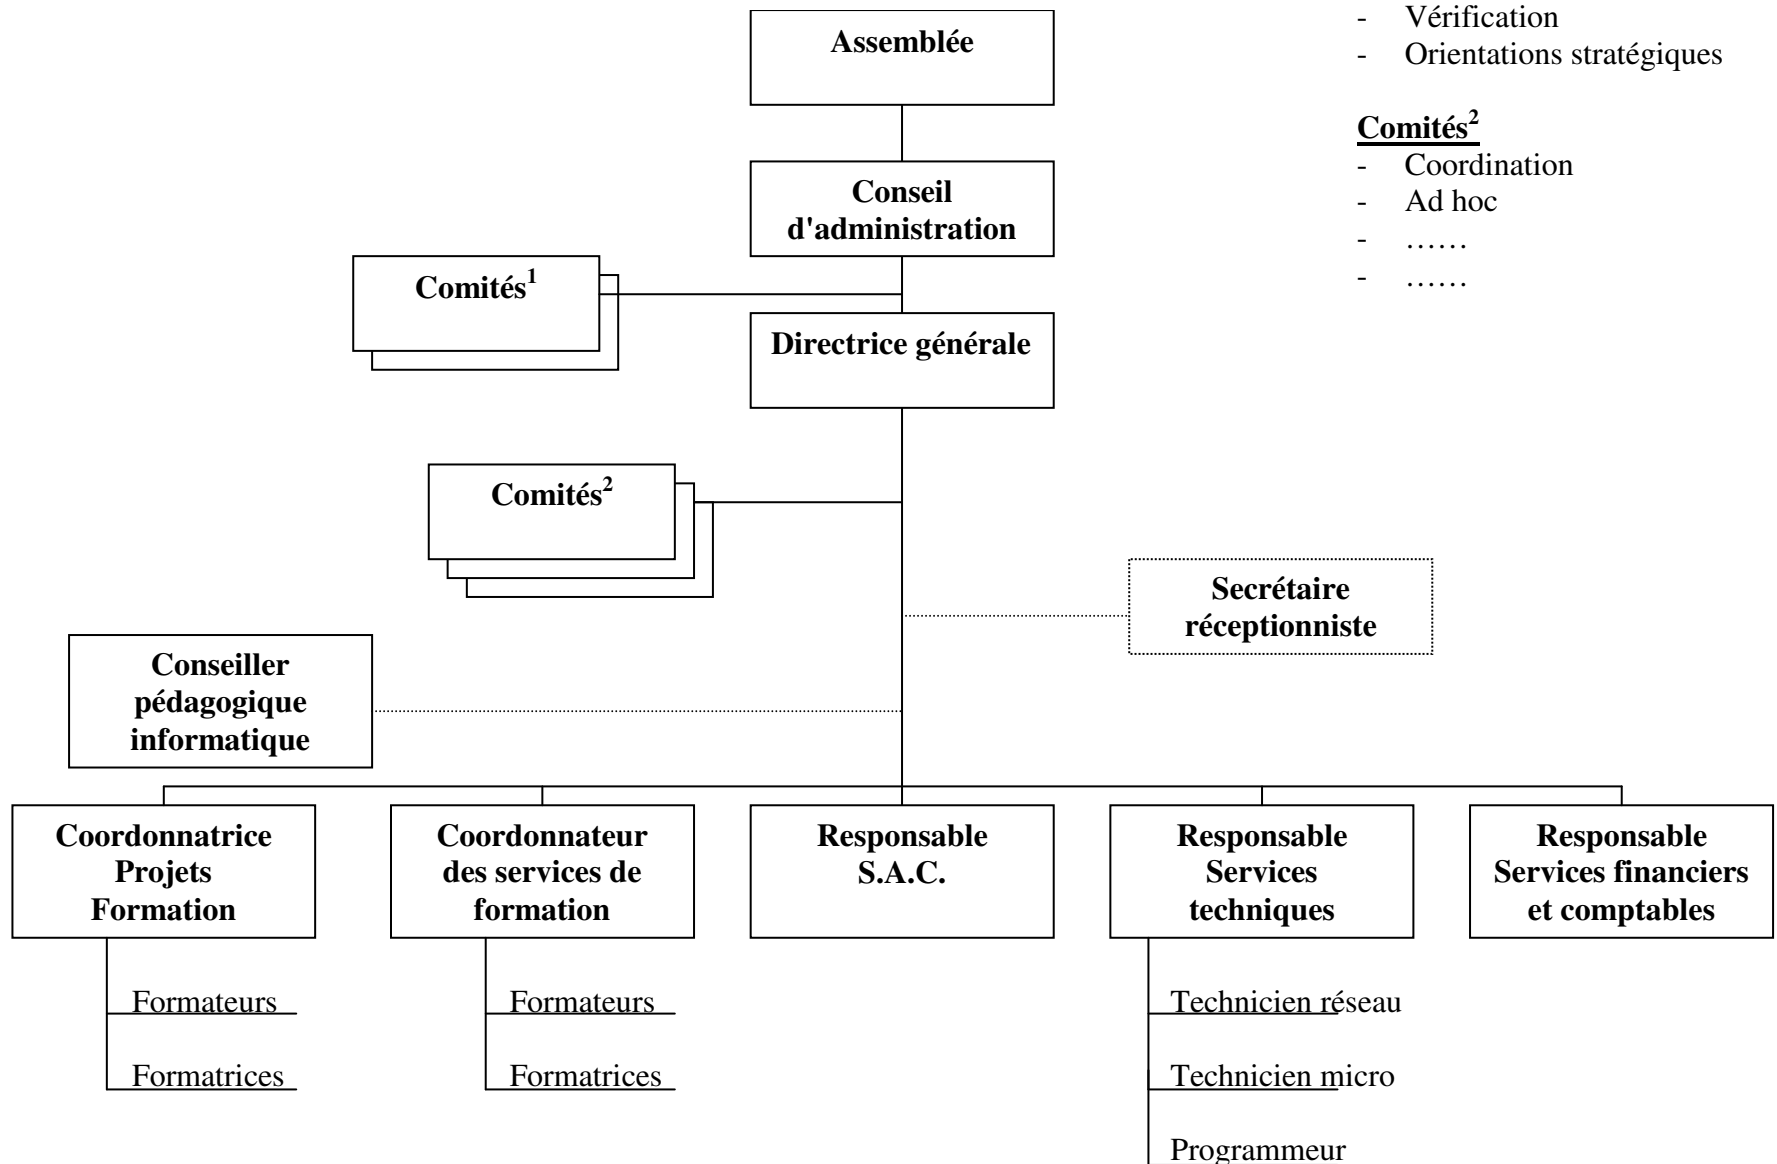 Assemblée
- Vérification
- Orientations stratégiques
Comités²
- Coordination
- Ad hoc
- ……
- ……
Conseil
d'administration
Comités¹
Directrice générale
Comités²
Secrétaire
réceptionniste
Conseiller
pédagogique
informatique
Coordonnatrice
Projets
Formation
Coordonnateur
des services de
formation
Responsable
S.A.C.
Responsable
Services
techniques
Responsable
Services financiers
et comptables
Formateurs
Formatrices
Formateurs
Formatrices
Technicien réseau
Technicien micro
Programmeur